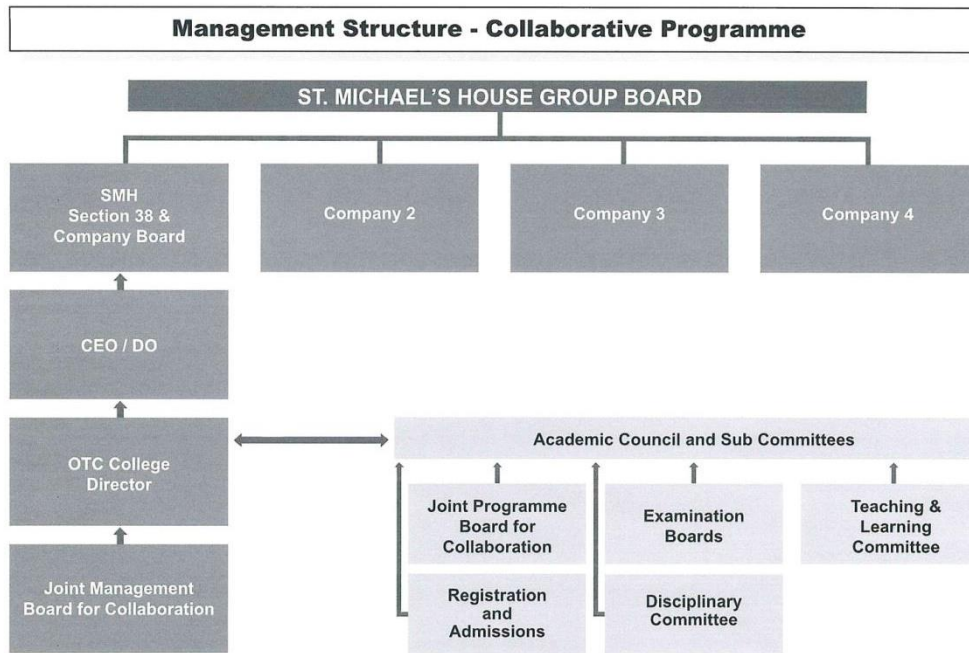 Management Structure - Collaborative Programme
ST. MICHAEL'S HOUSE GROUP BOARD
SMH
Section 38 &
Company Board
Company 2
Company 3
Company 4
CEO / DO
OTC College
Director
Academic Council and Sub Committees
Joint Programme
Board for
Collaboration
Examination
Boards
Teaching &
Learning
Committee
Joint Management
Board for Collaboration
Registration
and
Admissions
Disciplinary
Committee